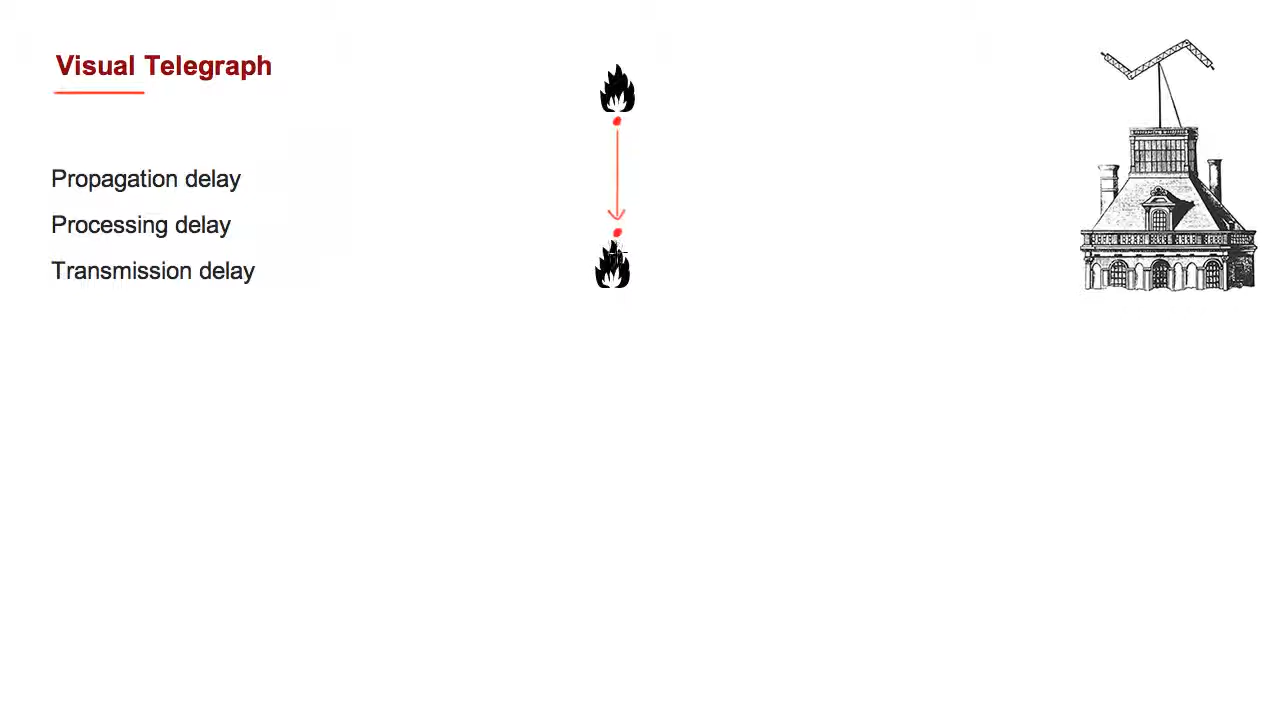 Visual Telegraph
Propagation delay
Processing delay
Transmission delay